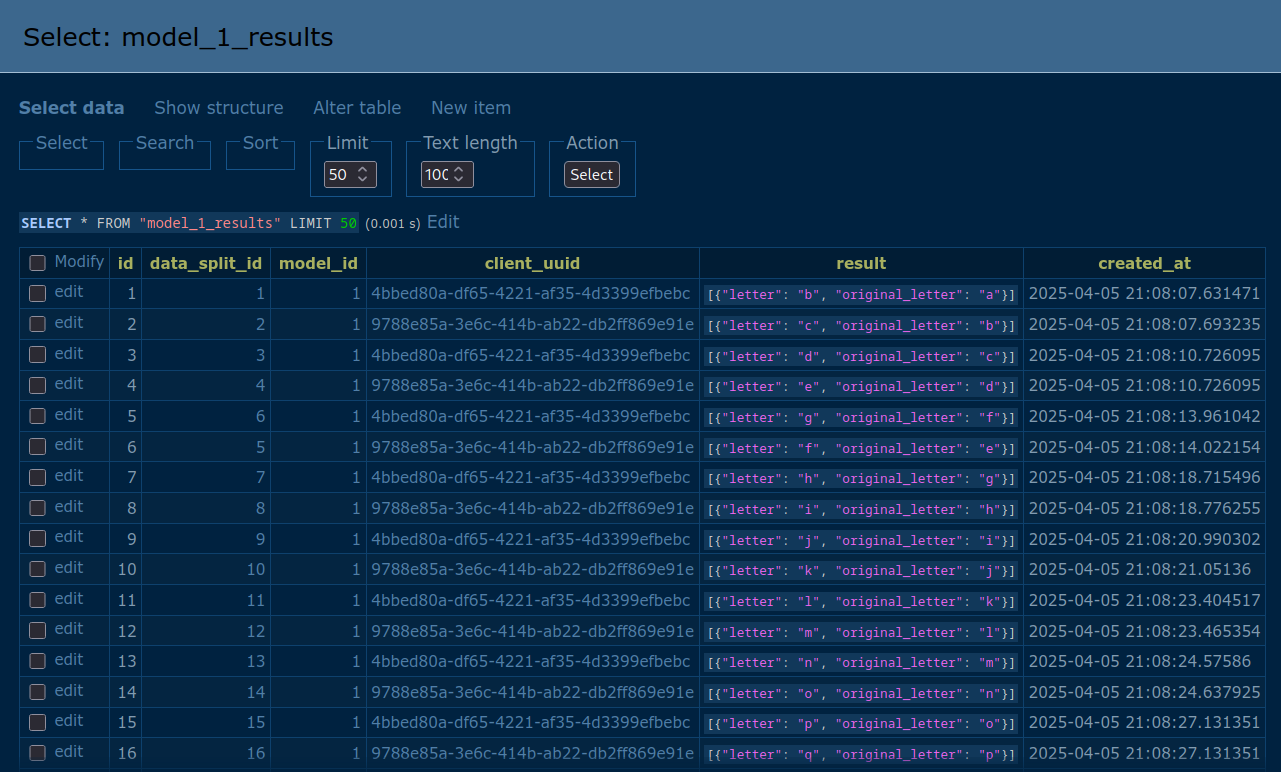 Select: model_1_results
Select data Show structure Alter table New item
Select Search Sort Limit Text length Action
50 100 Select
SELECT * FROM "model_1_results" LIMIT 50 (0.001 s) Edit
Modify id data_split_id model_id client_uuid result created_at
edit 1 1 1 4bbed80a-df65-4221-af35-4d3399efbebc [{"letter": "b", "original_letter": "a"}] 2025-04-05 21:08:07.631471
edit 2 2 1 9788e85a-3e6c-414b-ab22-db2ff869e91e [{"letter": "c", "original_letter": "b"}] 2025-04-05 21:08:07.693235
edit 3 3 1 4bbed80a-df65-4221-af35-4d3399efbebc [{"letter": "d", "original_letter": "c"}] 2025-04-05 21:08:10.726095
edit 4 4 1 9788e85a-3e6c-414b-ab22-db2ff869e91e [{"letter": "e", "original_letter": "d"}] 2025-04-05 21:08:10.726095
edit 5 6 1 4bbed80a-df65-4221-af35-4d3399efbebc [{"letter": "g", "original_letter": "f"}] 2025-04-05 21:08:13.961042
edit 6 5 1 9788e85a-3e6c-414b-ab22-db2ff869e91e [{"letter": "f", "original_letter": "e"}] 2025-04-05 21:08:14.022154
edit 7 7 1 4bbed80a-df65-4221-af35-4d3399efbebc [{"letter": "h", "original_letter": "g"}] 2025-04-05 21:08:18.715496
edit 8 8 1 9788e85a-3e6c-414b-ab22-db2ff869e91e [{"letter": "i", "original_letter": "h"}] 2025-04-05 21:08:18.776255
edit 9 9 1 4bbed80a-df65-4221-af35-4d3399efbebc [{"letter": "j", "original_letter": "i"}] 2025-04-05 21:08:20.990302
edit 10 10 1 9788e85a-3e6c-414b-ab22-db2ff869e91e [{"letter": "k", "original_letter": "j"}] 2025-04-05 21:08:21.05136
edit 11 11 1 4bbed80a-df65-4221-af35-4d3399efbebc [{"letter": "l", "original_letter": "k"}] 2025-04-05 21:08:23.404517
edit 12 12 1 9788e85a-3e6c-414b-ab22-db2ff869e91e [{"letter": "m", "original_letter": "l"}] 2025-04-05 21:08:23.465354
edit 13 13 1 4bbed80a-df65-4221-af35-4d3399efbebc [{"letter": "n", "original_letter": "m"}] 2025-04-05 21:08:24.57586
edit 14 14 1 9788e85a-3e6c-414b-ab22-db2ff869e91e [{"letter": "o", "original_letter": "n"}] 2025-04-05 21:08:24.637925
edit 15 15 1 4bbed80a-df65-4221-af35-4d3399efbebc [{"letter": "p", "original_letter": "o"}] 2025-04-05 21:08:27.131351
edit 16 16 1 9788e85a-3e6c-414b-ab22-db2ff869e91e [{"letter": "q", "original_letter": "p"}] 2025-04-05 21:08:27.131351